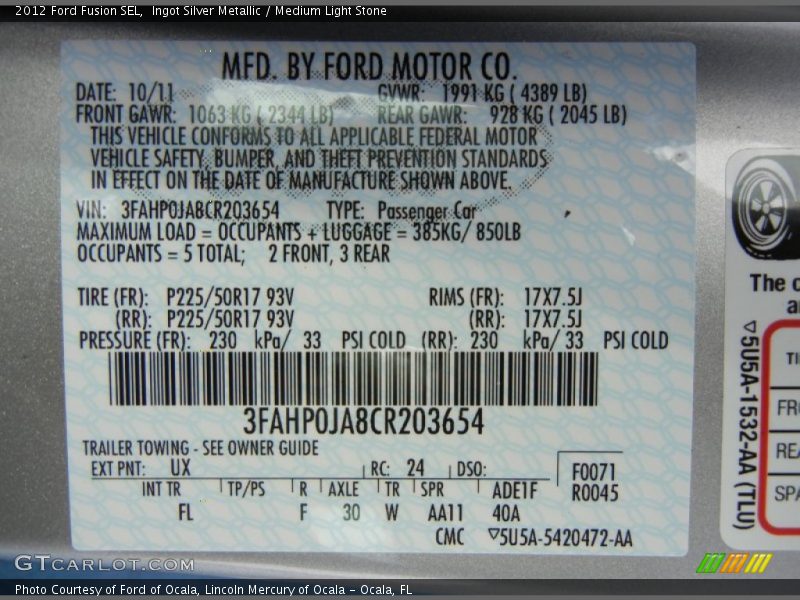 2012 Ford Fusion SEL,  Ingot Silver Metallic / Medium Light Stone
MFD. BY FORD MOTOR CO.
DATE: 10/11 GVWR: 1991 KG ( 4389 LB)
FRONT GAWR: 1063 KG ( 2344 LB) REAR GAWR: 928 KG ( 2045 LB)
THIS VEHICLE CONFORMS TO ALL APPLICABLE FEDERAL MOTOR
VEHICLE SAFETY, BUMPER, AND THEFT PREVENTION STANDARDS
IN EFFECT ON THE DATE OF MANUFACTURE SHOWN ABOVE.
VIN: 3FAHP0JA8CR203654 TYPE: Passenger Car
MAXIMUM LOAD = OCCUPANTS + LUGGAGE = 385KG/ 850LB
OCCUPANTS = 5 TOTAL; 2 FRONT, 3 REAR
TIRE (FR): P225/50R17 93V RIMS (FR): 17X7.5J
(RR): P225/50R17 93V (RR): 17X7.5J
PRESSURE (FR): 230 kPa/ 33 PSI COLD (RR): 230 kPa/ 33 PSI COLD
3FAHP0JA8CR203654
TRAILER TOWING - SEE OWNER GUIDE
EXT PNT: UX RC: 24 DSO: F0071
INT TR TP/PS R AXLE TR SPR ADE1F R0045
FL F 30 W AA11 40A
CMC ▽5U5A-5420472-AA
The
▽5U5A-1532-AA (TLU)
GTCARLOT.COM
Photo Courtesy of Ford of Ocala, Lincoln Mercury of Ocala – Ocala, FL